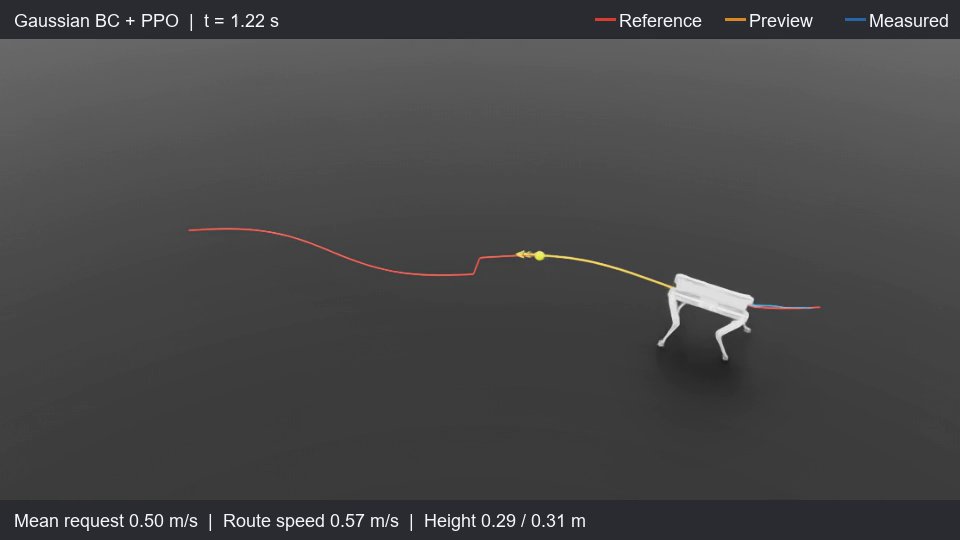 Gaussian BC + PPO | t = 1.22 s
Reference Preview Measured
Mean request 0.50 m/s | Route speed 0.57 m/s | Height 0.29 / 0.31 m